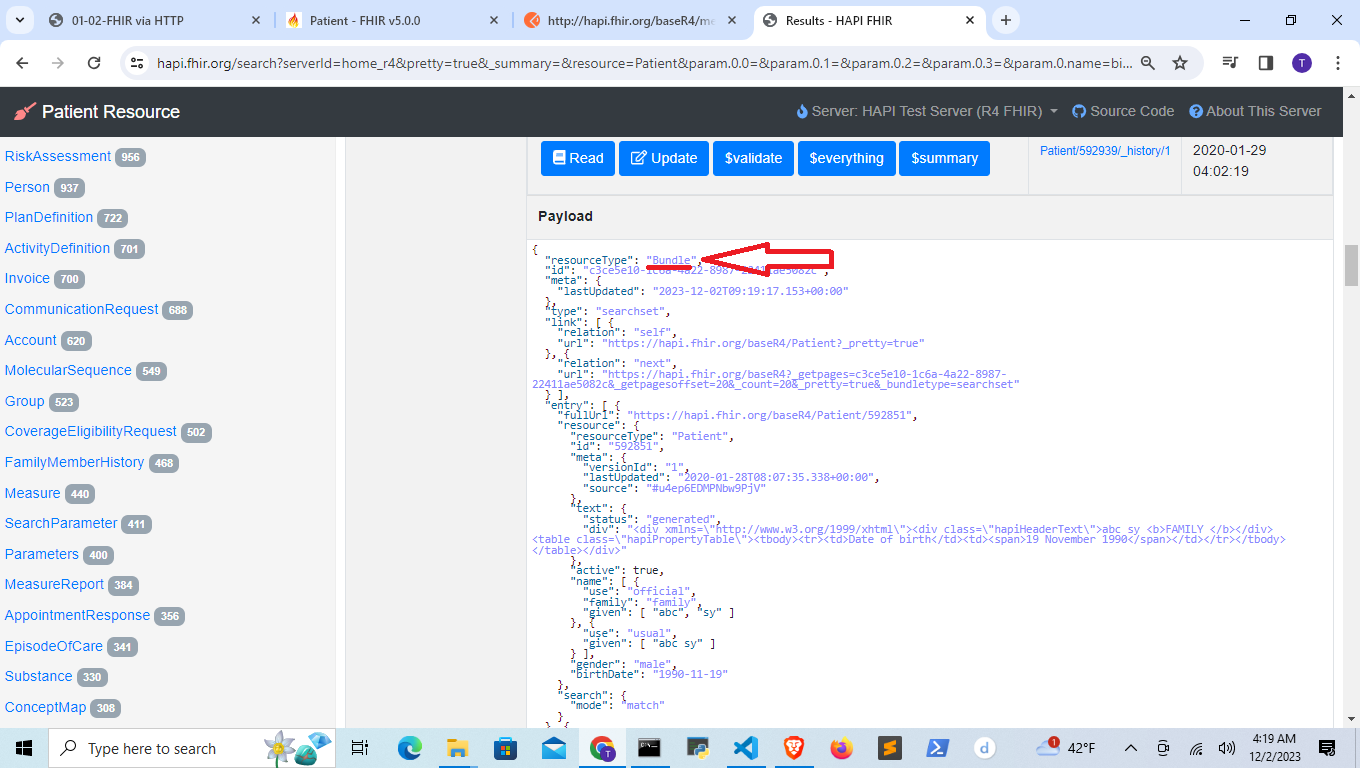 01-02-FHIR via HTTP
Patient - FHIR v5.0.0
http://hapi.fhir.org/baseR4/me
Results - HAPI FHIR
hapi.fhir.org/search?serverId=home_r4&pretty=true&_summary=&resource=Patient&param.0.0=&param.0.1=&param.0.2=&param.0.3=&param.0.name=bi...
T
Patient Resource
Server: HAPI Test Server (R4 FHIR)
Source Code
About This Server
RiskAssessment 956
Person 937
PlanDefinition 722
ActivityDefinition 701
Invoice 700
CommunicationRequest 688
Account 620
MolecularSequence 549
Group 523
CoverageEligibilityRequest 502
FamilyMemberHistory 468
Measure 440
SearchParameter 411
Parameters 400
MeasureReport 384
AppointmentResponse 356
EpisodeOfCare 341
Substance 330
ConceptMap 308
Read Update $validate $everything $summary
Patient/592939/_history/1
2020-01-29
04:02:19
Payload
{
"resourceType": "Bundle",
"id": "c3ce5e10-1c6a-4a22-8987-22411ae5082c",
"meta": {
"lastUpdated": "2023-12-02T09:19:17.153+00:00"
},
"type": "searchset",
"link": [ {
"relation": "self",
"url": "https://hapi.fhir.org/baseR4/Patient?_pretty=true"
}, {
"relation": "next",
"url": "https://hapi.fhir.org/baseR4?_getpages=c3ce5e10-1c6a-4a22-8987-
22411ae5082c&_getpagesoffset=20&_count=20&_pretty=true&_bundletype=searchset"
} ],
"entry": [ {
"fullUrl": "https://hapi.fhir.org/baseR4/Patient/592851",
"resource": {
"resourceType": "Patient",
"id": "592851",
"meta": {
"versionId": "1",
"lastUpdated": "2020-01-28T08:07:35.338+00:00",
"source": "#u4ep6EDMPNbw9PjV"
},
"text": {
"status": "generated",
"div": "<div xmlns=\"http://www.w3.org/1999/xhtml\"><div class=\"hapiHeaderText\">abc sy <b>FAMILY </b></div>
<table class=\"hapiPropertyTable\"><tbody><tr><td>Date of birth</td><td><span>19 November 1990</span></td></tr></tbody>
</table></div>"
},
"active": true,
"name": [ {
"use": "official",
"family": "family",
"given": [ "abc", "sy" ]
}, {
"use": "usual",
"given": [ "abc sy" ]
} ],
"gender": "male",
"birthDate": "1990-11-19"
},
"search": {
"mode": "match"
}
}, {
Type here to search
T
d
1
42°F
4:19 AM
12/2/2023